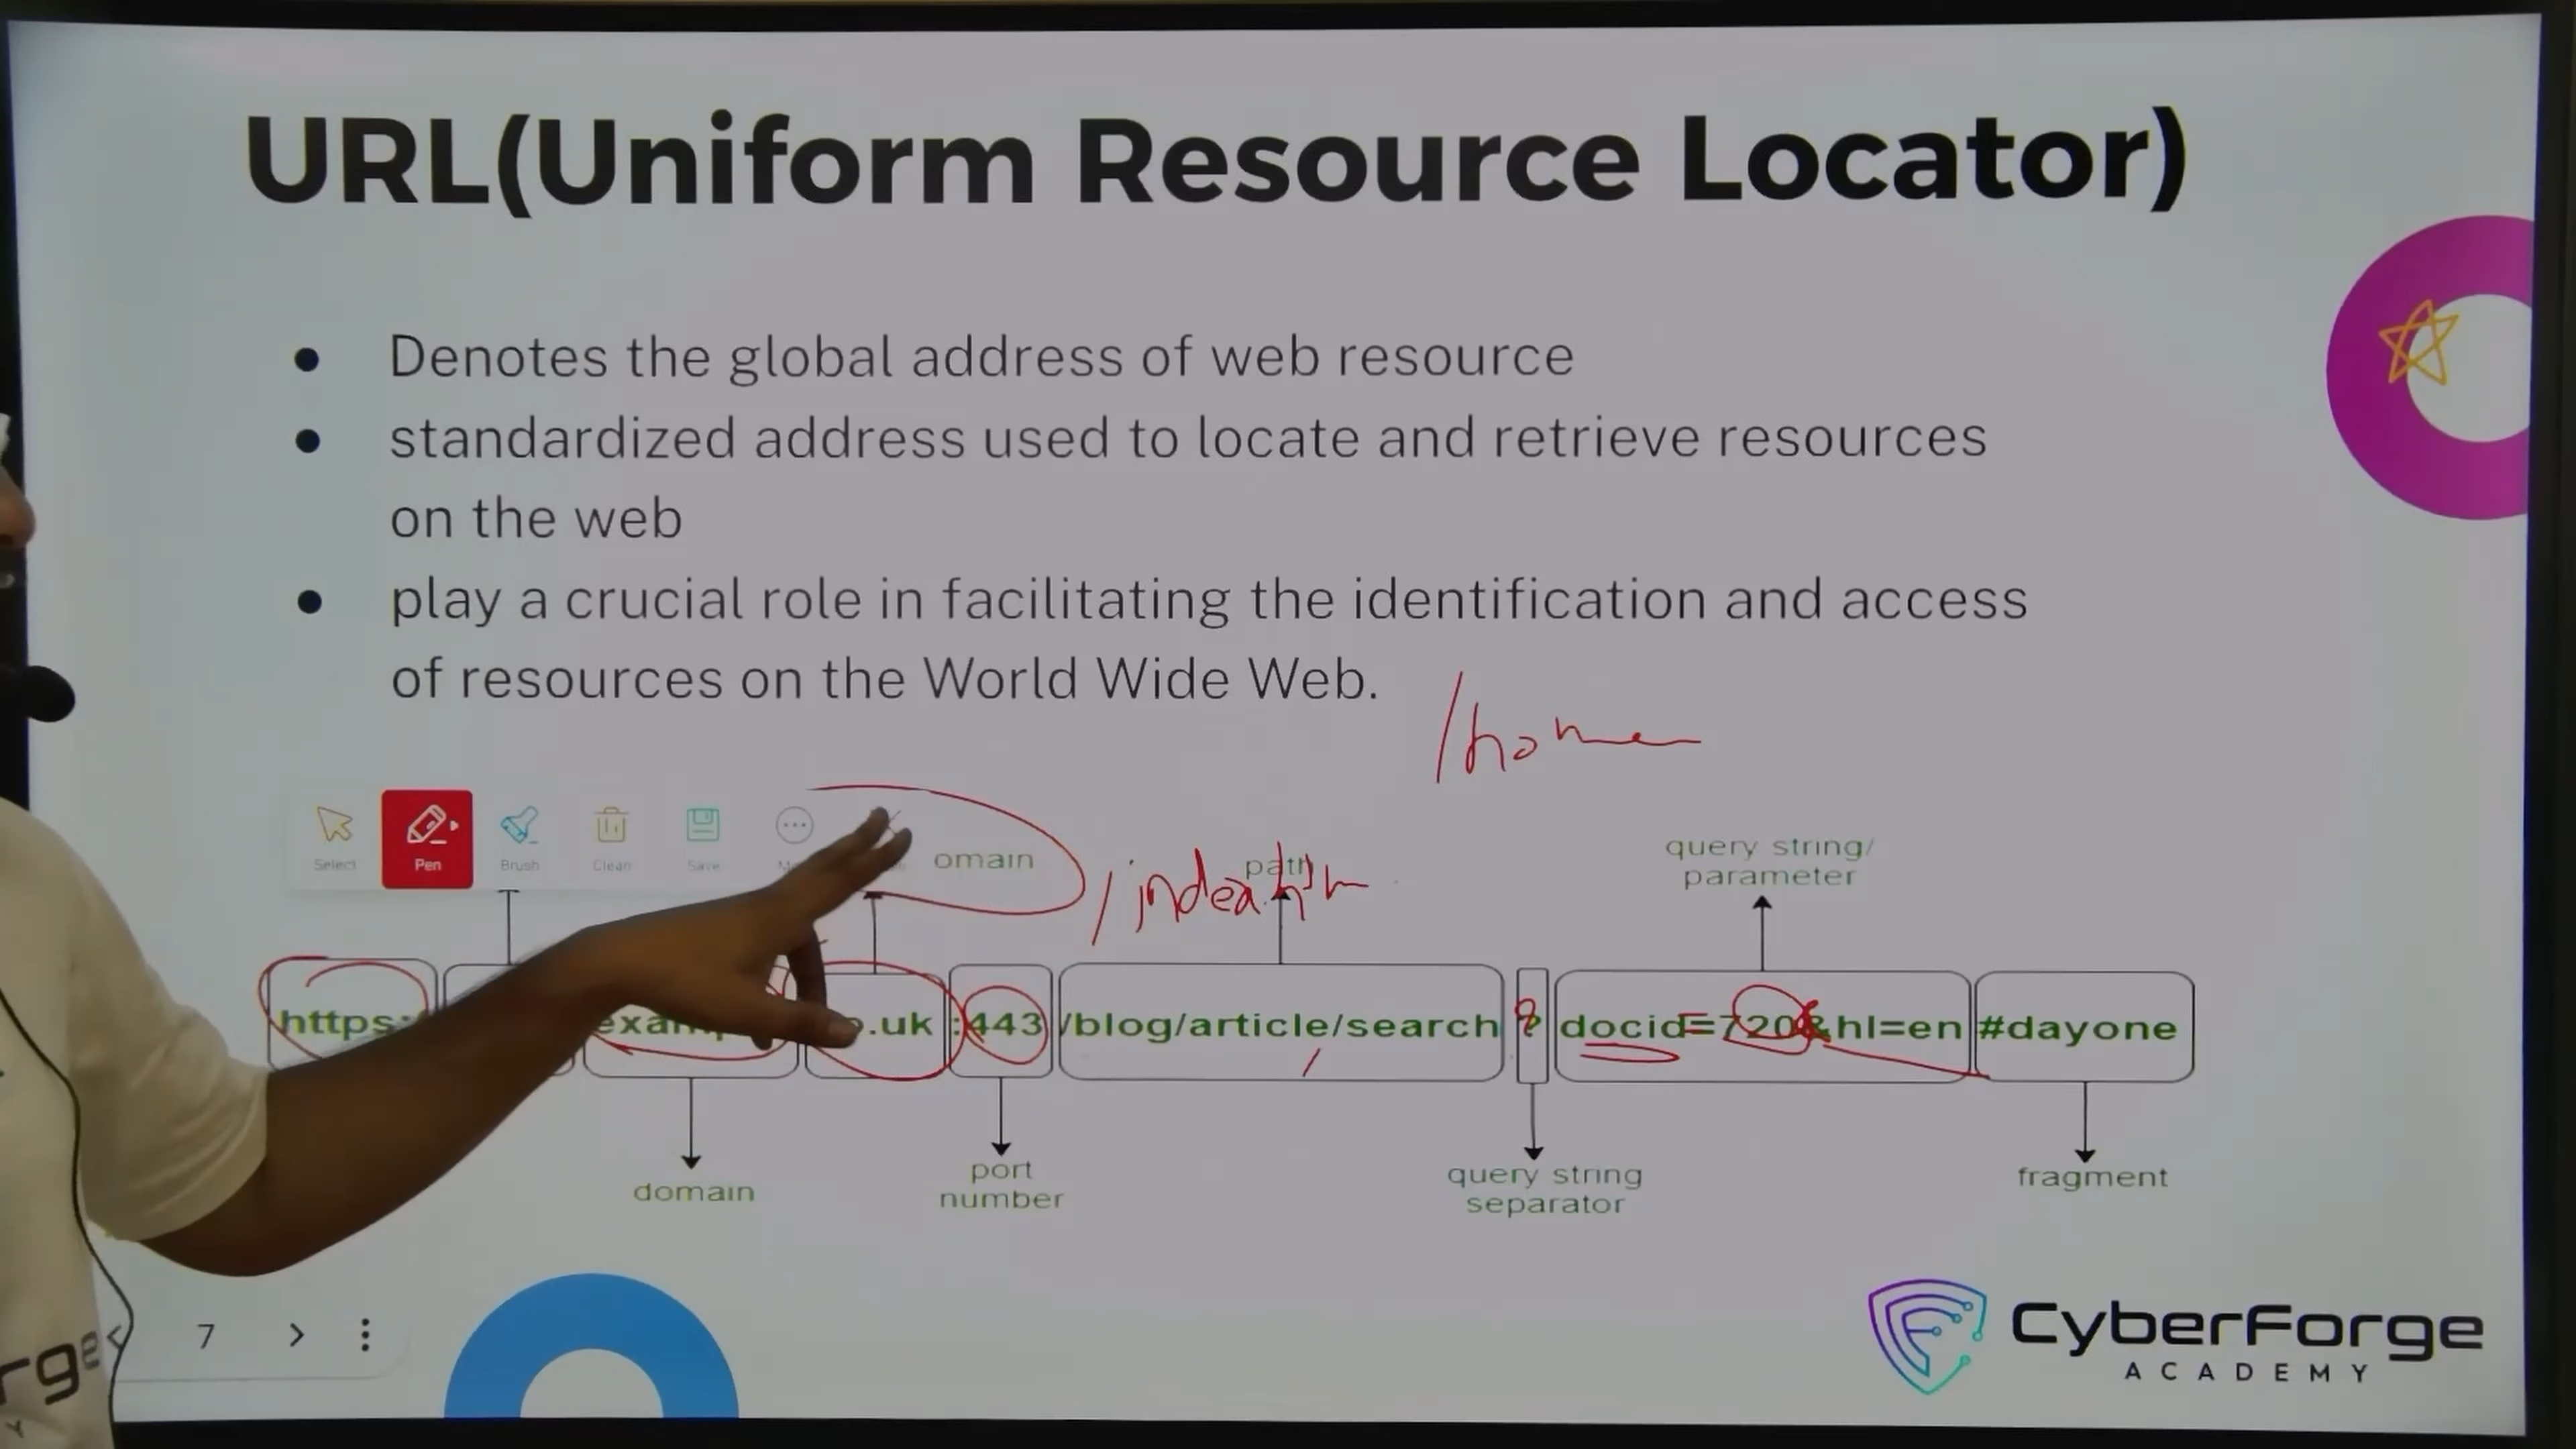 URL(Uniform Resource Locator)
● Denotes the global address of web resource
● standardized address used to locate and retrieve resources
on the web
● play a crucial role in facilitating the identification and access
of resources on the World Wide Web.
/home
Select
Pen
Brush
Clean
Save
omain
path
/index
query string/
parameter
https:
.uk
:443
/blog/article/search
?
docid=720&hl=en
#dayone
domain
port
number
query string
separator
fragment
7
CyberForge
ACADEMY